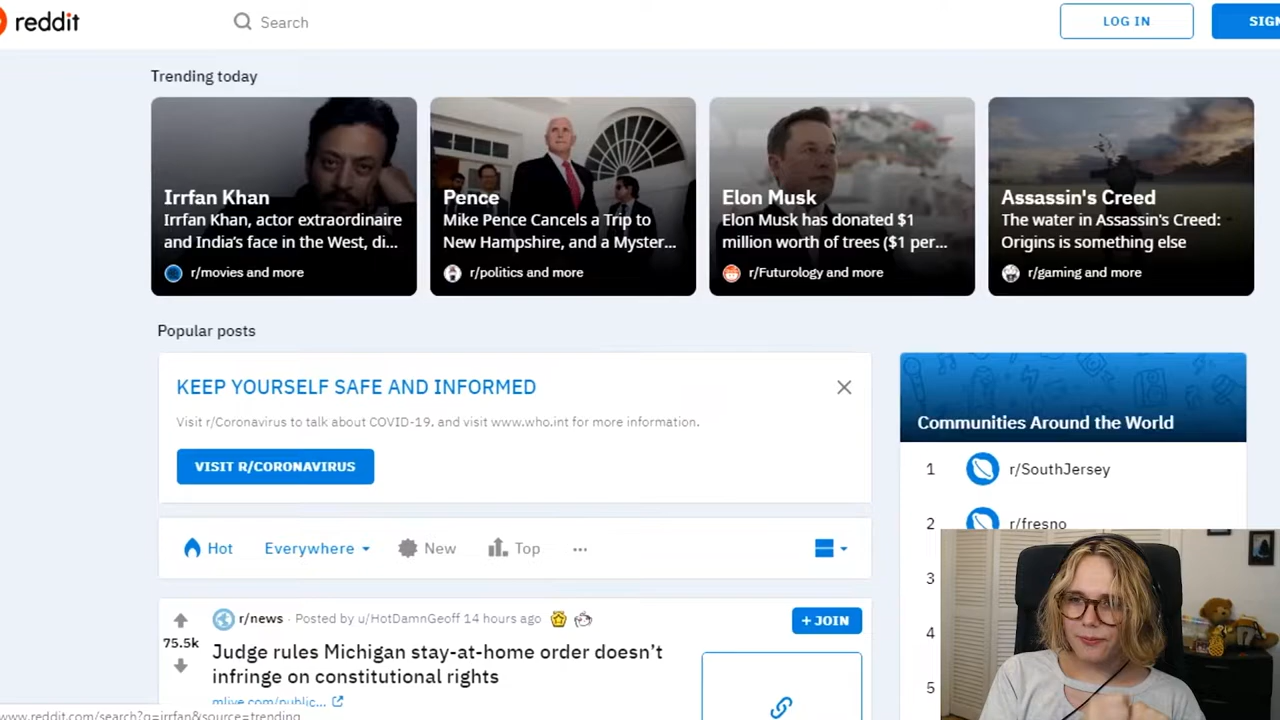 reddit
Search
LOG IN
SIGN
Trending today
Irrfan Khan
Irrfan Khan, actor extraordinaire
and India's face in the West, di...
r/movies and more
Pence
Mike Pence Cancels a Trip to
New Hampshire, and a Myster...
r/politics and more
Elon Musk
Elon Musk has donated $1
million worth of trees ($1 per...
r/Futurology and more
Assassin's Creed
The water in Assassin's Creed:
Origins is something else
r/gaming and more
Popular posts
KEEP YOURSELF SAFE AND INFORMED
Visit r/Coronavirus to talk about COVID-19, and visit www.who.int for more information.
VISIT R/CORONAVIRUS
Hot
Everywhere
New
Top
...
r/news · Posted by u/HotDamnGeoff 14 hours ago
+ JOIN
75.5k
Judge rules Michigan stay-at-home order doesn't
infringe on constitutional rights
mlive.com/public...
Communities Around the World
1 r/SouthJersey
2 r/fresno
3
4
5
www.reddit.com/search?q=irrfan&source=trending